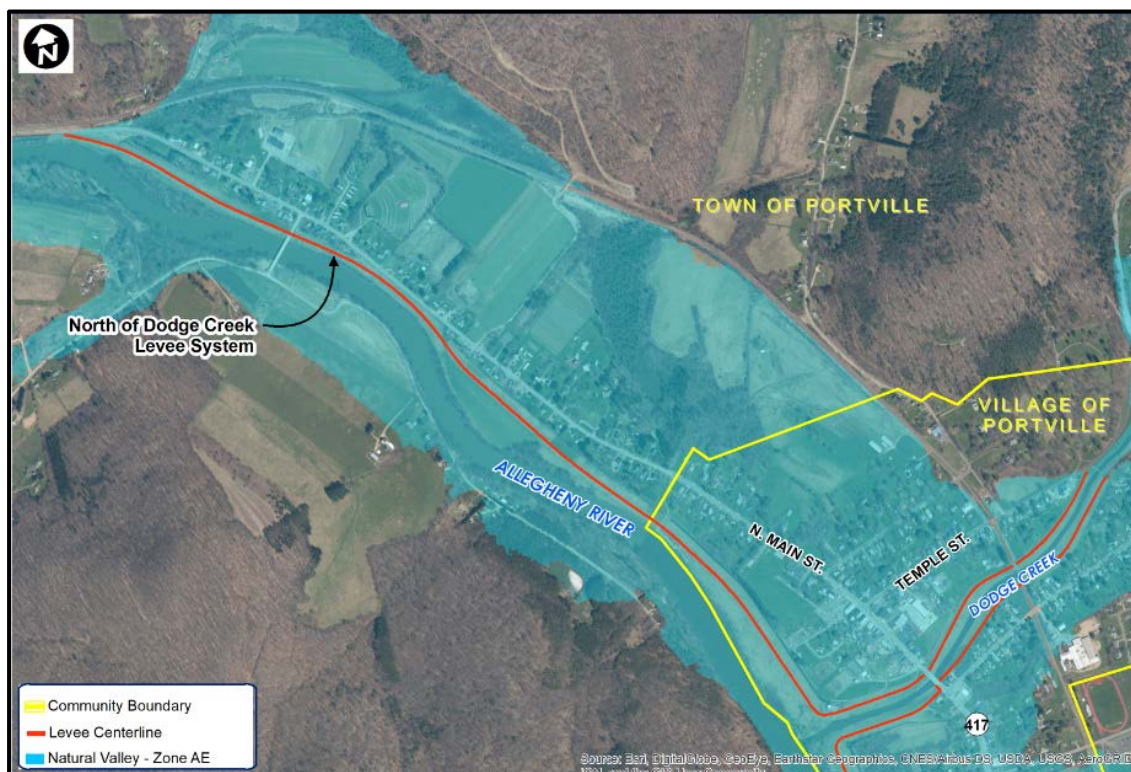 N
TOWN OF PORTVILLE
North of Dodge Creek
Levee System
VILLAGE OF
PORTVILLE
ALLEGHENY RIVER
N. MAIN ST.
TEMPLE ST.
DODGE CREEK
417
Community Boundary
Levee Centerline
Natural Valley - Zone AE
Source: Esri, DigitalGlobe, GeoEye, Earthstar Geographics, CNES/Airbus DS, USDA, USGS, AeroGRID